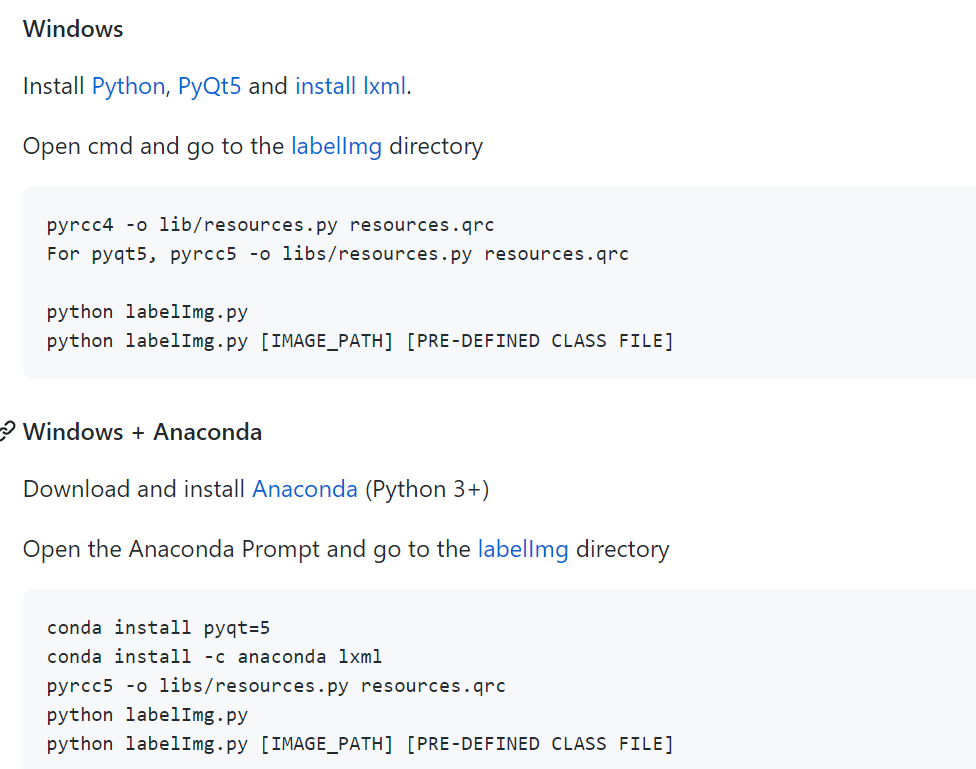 Windows
Install Python, PyQt5 and install lxml.
Open cmd and go to the labelImg directory
pyrcc4 -o lib/resources.py resources.qrc
For pyqt5, pyrcc5 -o libs/resources.py resources.qrc
python labelImg.py
python labelImg.py [IMAGE_PATH] [PRE-DEFINED CLASS FILE]
Windows + Anaconda
Download and install Anaconda (Python 3+)
Open the Anaconda Prompt and go to the labelImg directory
conda install pyqt=5
conda install -c anaconda lxml
pyrcc5 -o libs/resources.py resources.qrc
python labelImg.py
python labelImg.py [IMAGE_PATH] [PRE-DEFINED CLASS FILE]